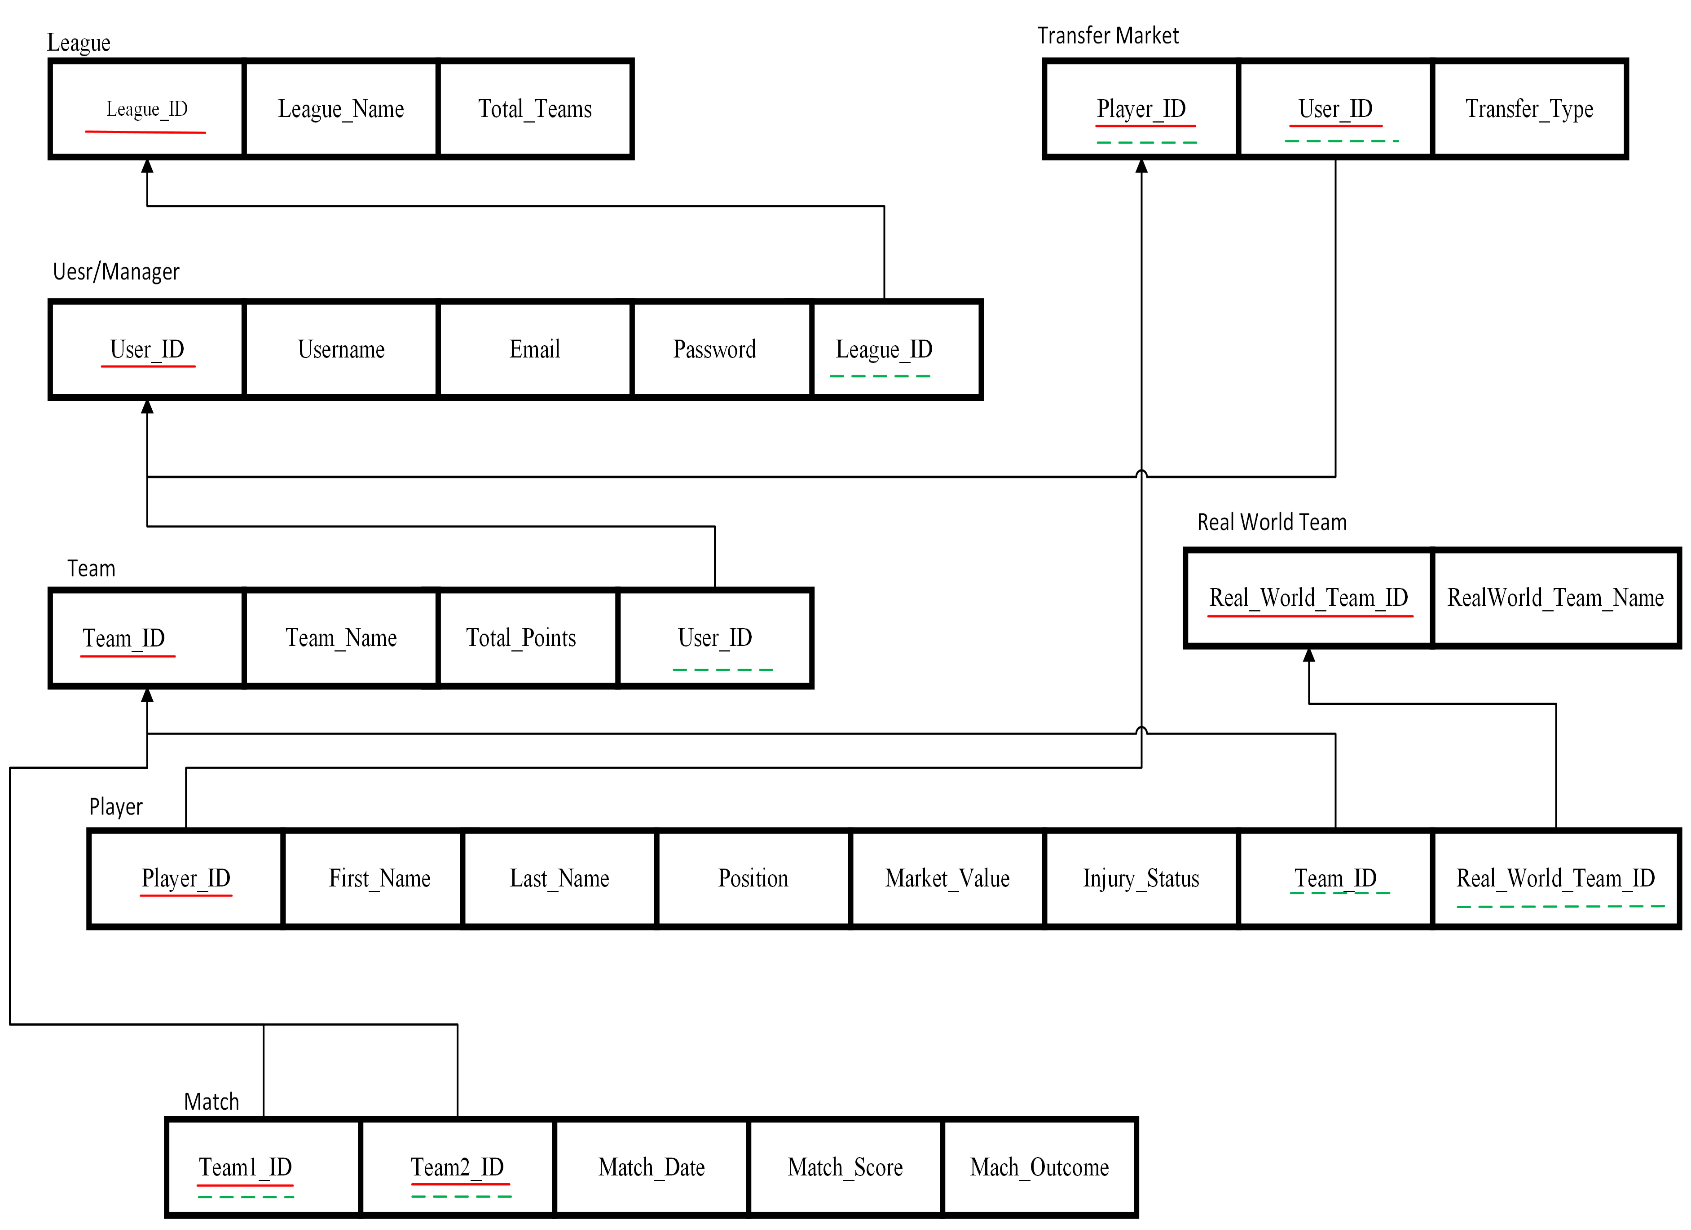 League
League_ID League_Name Total_Teams
Transfer Market
Player_ID User_ID Transfer_Type
Uesr/Manager
User_ID Username Email Password League_ID
Real World Team
Real_World_Team_ID RealWorld_Team_Name
Team
Team_ID Team_Name Total_Points User_ID
Player
Player_ID First_Name Last_Name Position Market_Value Injury_Status Team_ID Real_World_Team_ID
Match
Team1_ID Team2_ID Match_Date Match_Score Mach_Outcome